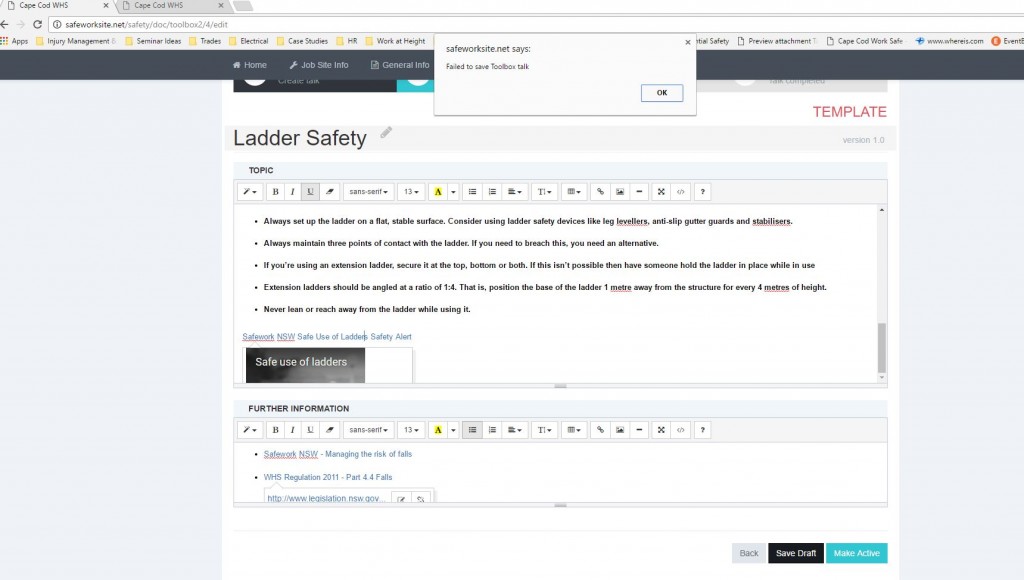 Cape Cod WHS
Cape Cod WHS
safeworksite.net/safety/doc/toolbox2/4/edit
Apps Injury Management Seminar Ideas Trades Electrical Case Studies HR Work at Height ntial Safety Preview attachment Cape Cod Work Safe www.whereis.com EventB
safeworksite.net says:
Failed to save Toolbox talk
OK
Home Job Site Info General Info
Create talk Talk completed
TEMPLATE
Ladder Safety
version 1.0
TOPIC
B I U sans-serif 13 A TI ?
• Always set up the ladder on a flat, stable surface. Consider using ladder safety devices like leg levellers, anti-slip gutter guards and stabilisers.
• Always maintain three points of contact with the ladder. If you need to breach this, you need an alternative.
• If you're using an extension ladder, secure it at the top, bottom or both. If this isn't possible then have someone hold the ladder in place while in use
• Extension ladders should be angled at a ratio of 1:4. That is, position the base of the ladder 1 metre away from the structure for every 4 metres of height.
• Never lean or reach away from the ladder while using it.
Safework NSW Safe Use of Ladders Safety Alert
Safe use of ladders
FURTHER INFORMATION
B I U sans-serif 13 A TI ?
• Safework NSW - Managing the risk of falls
• WHS Regulation 2011 - Part 4.4 Falls
http://www.legislation.nsw.gov...
Back Save Draft Make Active